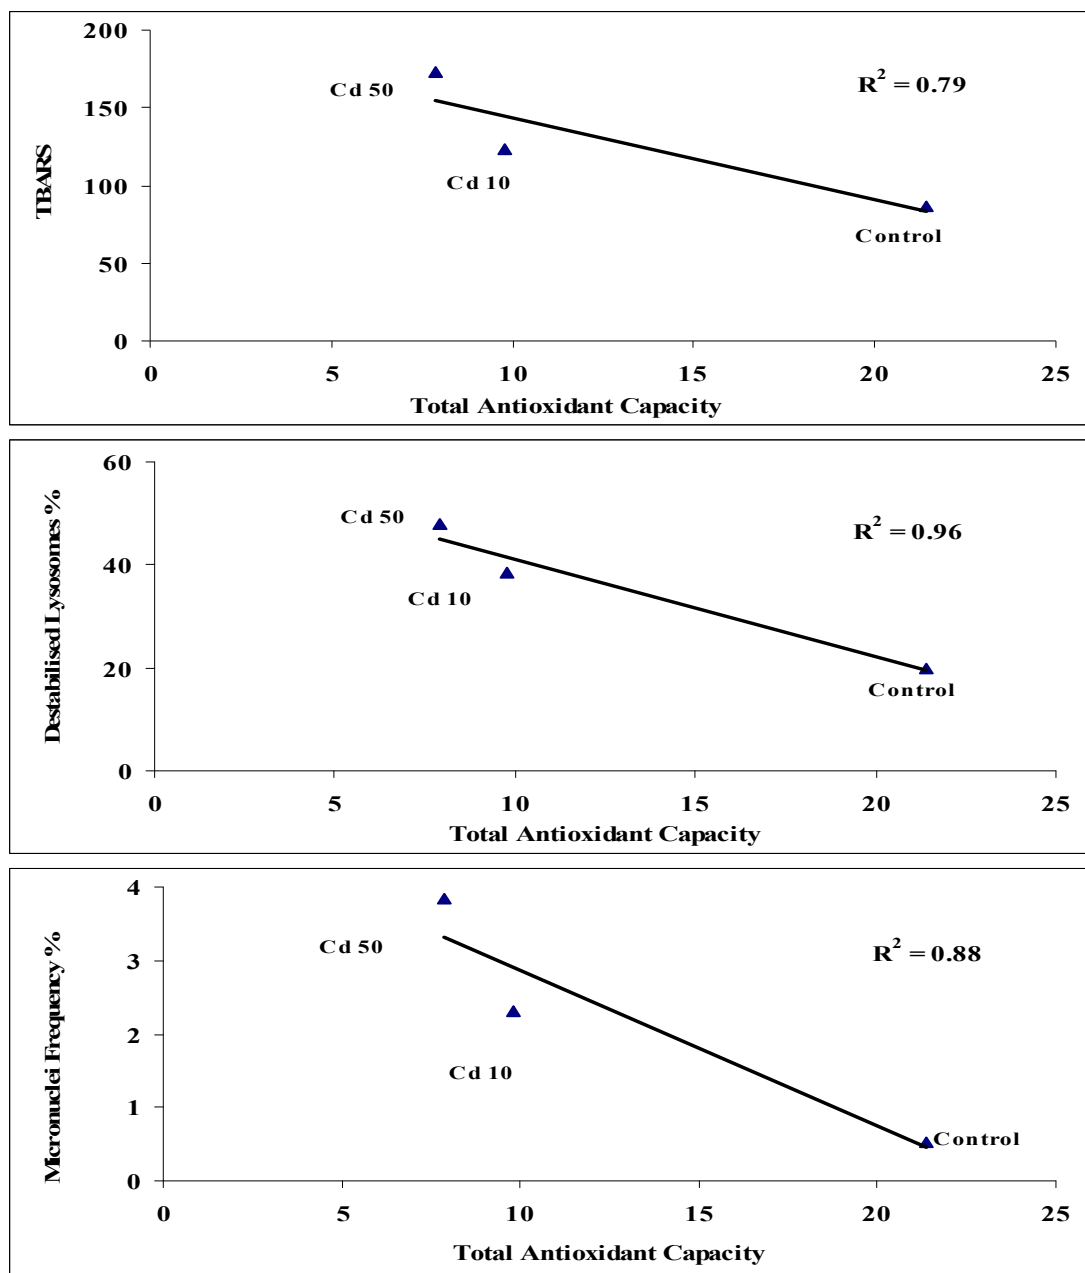 200
Cd 50
R² = 0.79
150
TBARS
Cd 10
100
Control
50
0
0 5 10 15 20 25
Total Antioxidant Capacity
60
Cd 50
R² = 0.96
Destabilised Lysosomes %
40
Cd 10
20
Control
0
0 5 10 15 20 25
Total Antioxidant Capacity
4
Cd 50
R² = 0.88
3
Micronuclei Frequency %
2
Cd 10
1
Control
0
0 5 10 15 20 25
Total Antioxidant Capacity